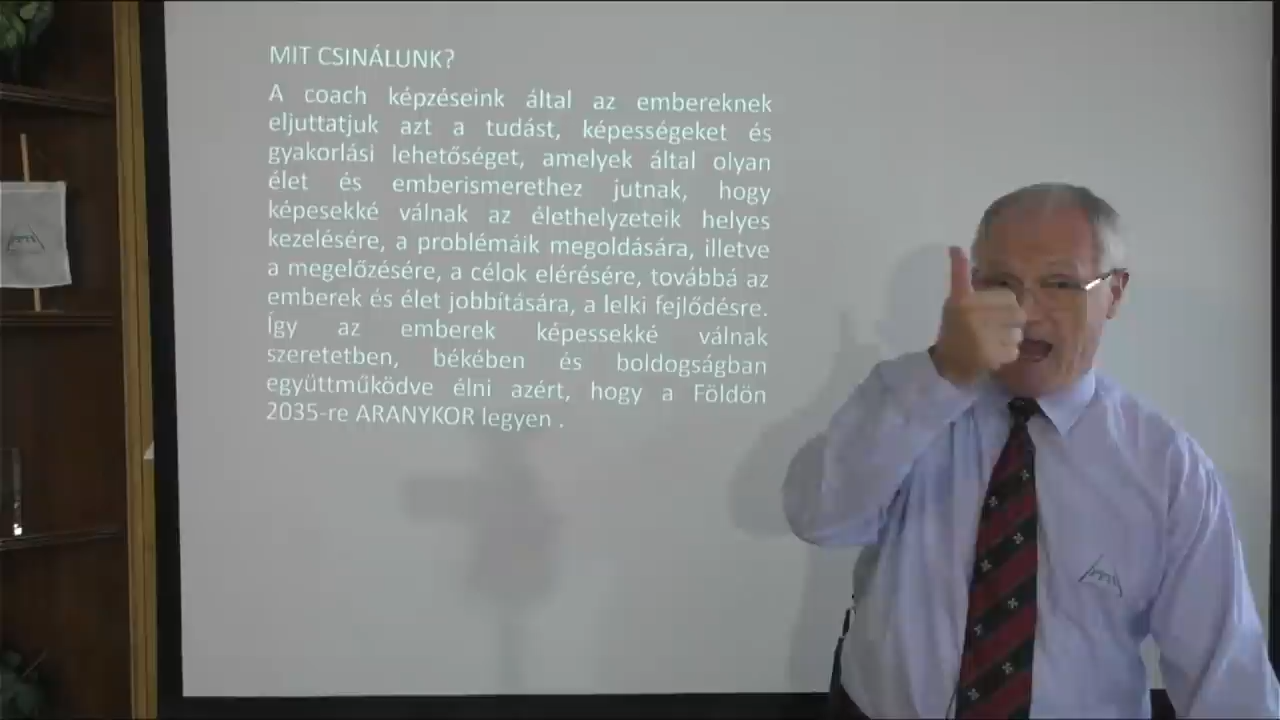 MIT CSINÁLUNK?
A coach képzéseink által az embereknek
eljuttatjuk azt a tudást, képességeket és
gyakorlási lehetőséget, amelyek által olyan
élet és emberismerethez jutnak, hogy
képesekké válnak az élethelyzeteik helyes
kezelésére, a problémáik megoldására, illetve
a megelőzésére, a célok elérésére, továbbá az
emberek és élet jobbítására, a lelki fejlődésre.
Így az emberek képessekké válnak
szeretetben, békében és boldogságban
együttműködve élni azért, hogy a Földön
2035-re ARANYKOR legyen .